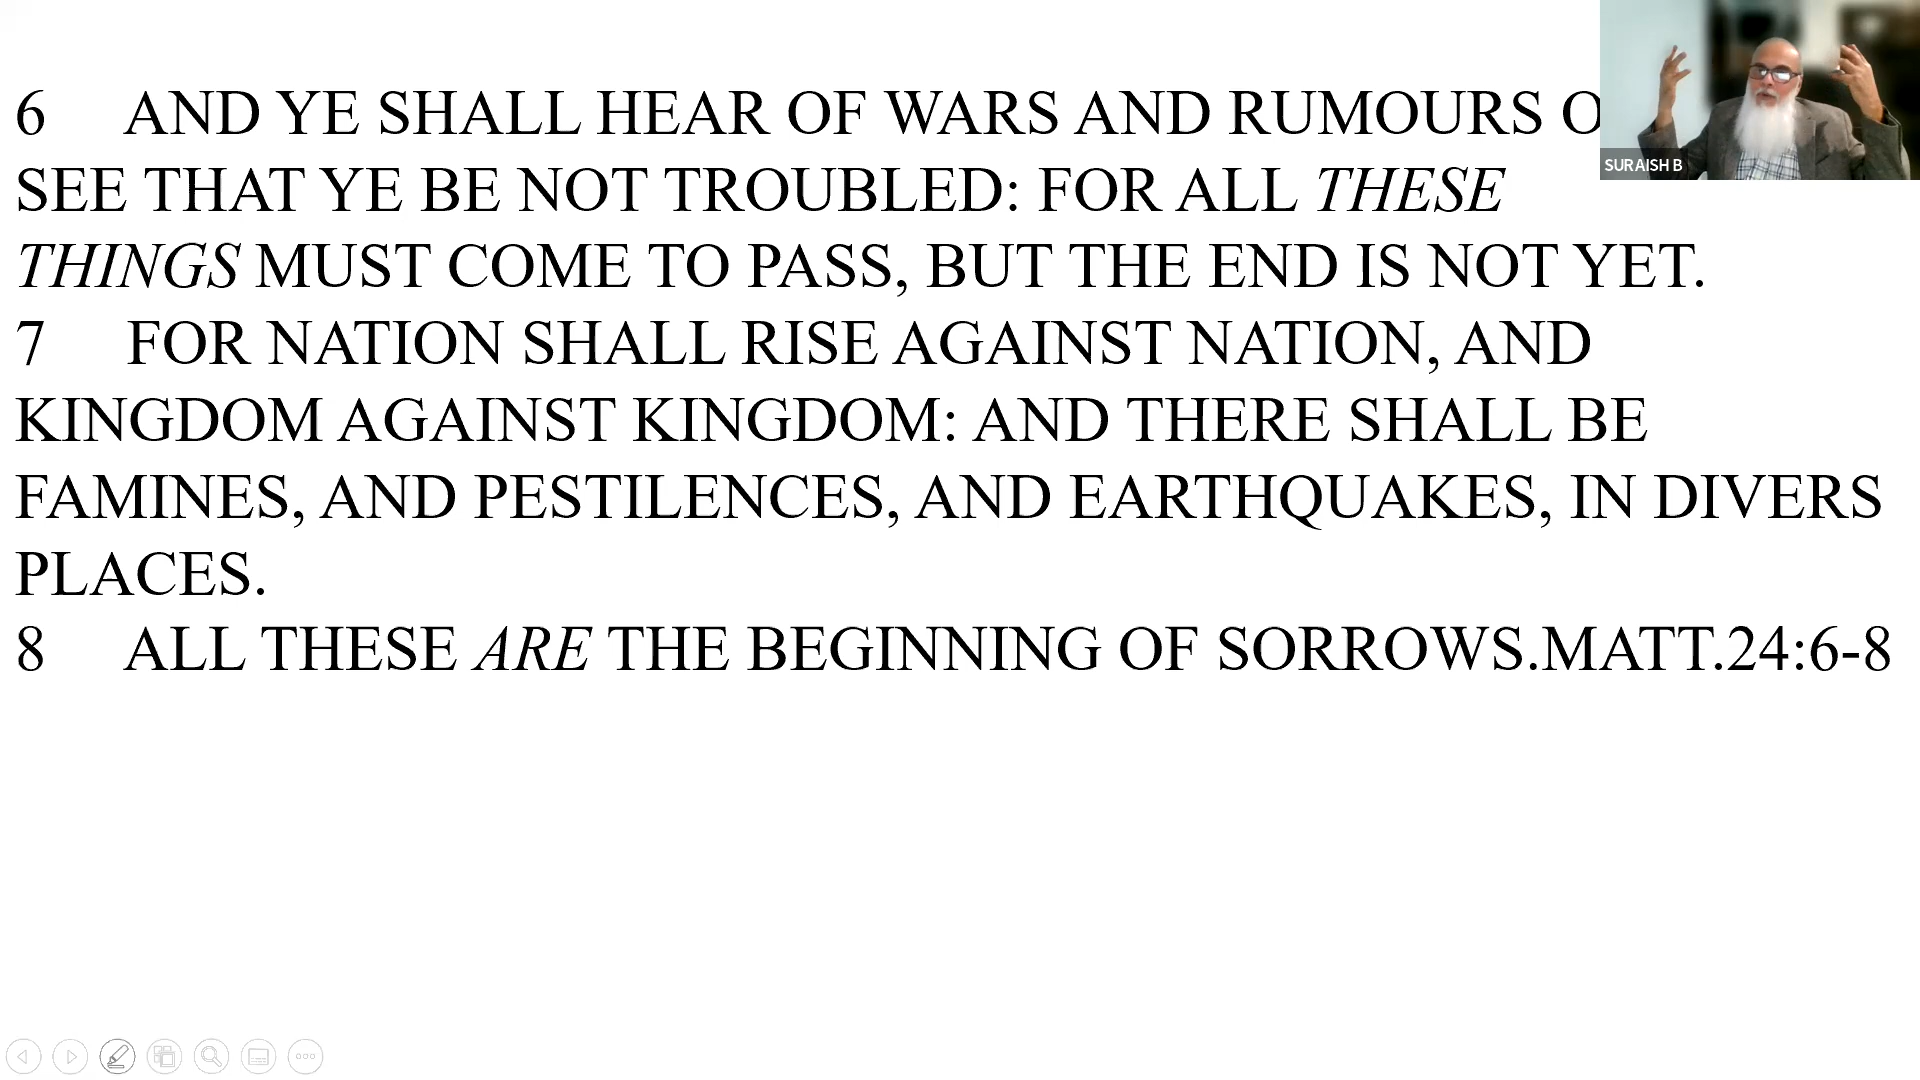 6 AND YE SHALL HEAR OF WARS AND RUMOURS O
SEE THAT YE BE NOT TROUBLED: FOR ALL THESE
THINGS MUST COME TO PASS, BUT THE END IS NOT YET.
7 FOR NATION SHALL RISE AGAINST NATION, AND
KINGDOM AGAINST KINGDOM: AND THERE SHALL BE
FAMINES, AND PESTILENCES, AND EARTHQUAKES, IN DIVERS
PLACES.
8 ALL THESE ARE THE BEGINNING OF SORROWS.MATT.24:6-8
SURAISH B